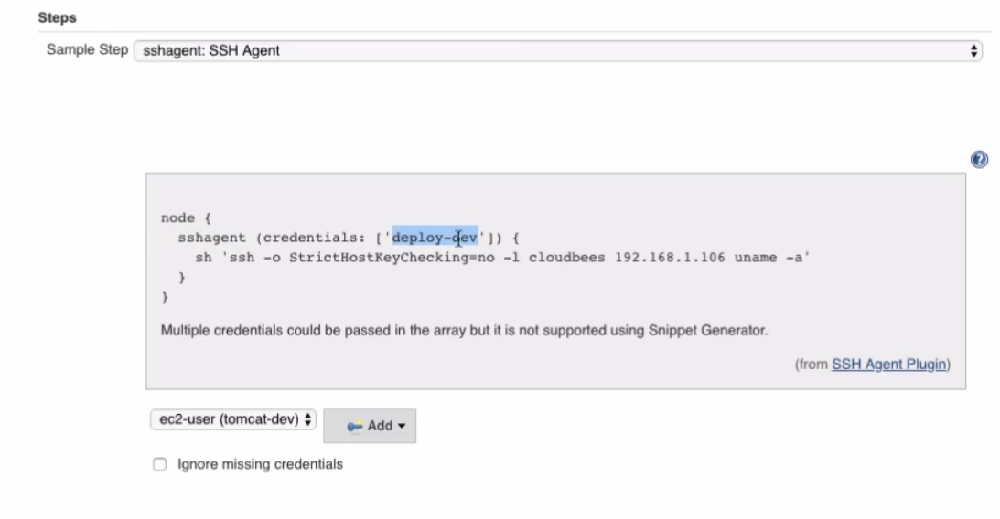 Steps
Sample Step sshagent: SSH Agent
?
node {
  sshagent (credentials: ['deploy-dev']) {
    sh 'ssh -o StrictHostKeyChecking=no -l cloudbees 192.168.1.106 uname -a'
  }
}
Multiple credentials could be passed in the array but it is not supported using Snippet Generator.
(from SSH Agent Plugin)
ec2-user (tomcat-dev) Add
Ignore missing credentials